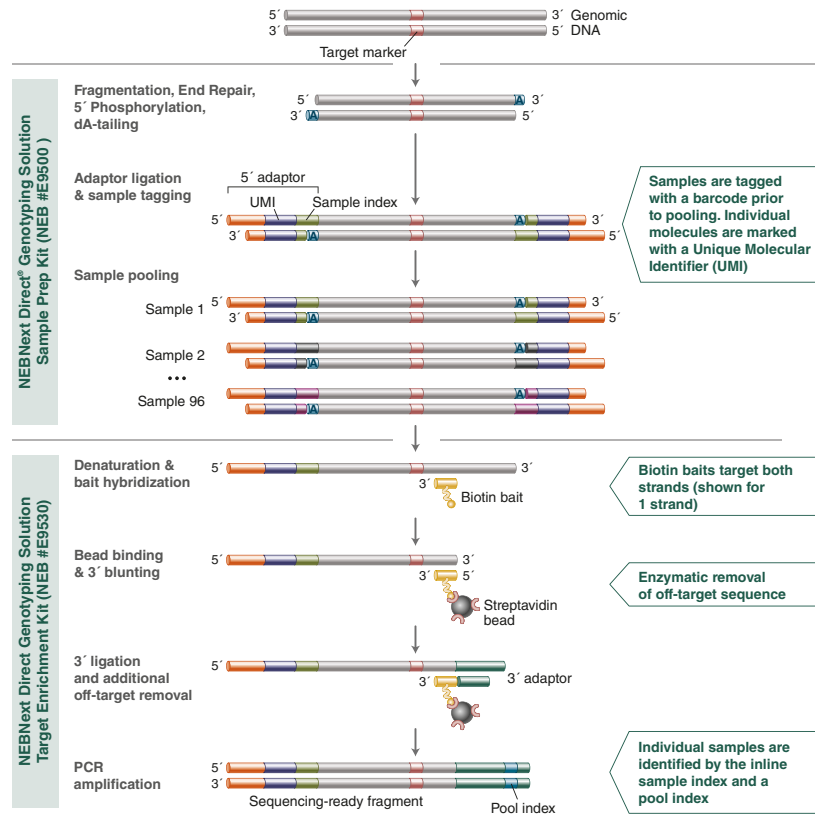 5´
3´ Genomic
3´
5´ DNA
Target marker
NEBNext Direct® Genotyping Solution
Sample Prep Kit (NEB #E9500 )
Fragmentation, End Repair,
5´ Phosphorylation,
dA-tailing
5´
A
3´
3´
A
5´
Adaptor ligation
& sample tagging
5´ adaptor
UMI
Sample index
5´
A
3´
3´
A
5´
Samples are tagged
with a barcode prior
to pooling. Individual
molecules are marked
with a Unique Molecular
Identifier (UMI)
Sample pooling
Sample 1
5´
A
3´
3´
A
5´
Sample 2
A
A
•••
Sample 96
A
A
NEBNext Direct Genotyping Solution
Target Enrichment Kit (NEB #E9530)
Denaturation &
bait hybridization
5´
3´
3´
Biotin bait
Biotin baits target both
strands (shown for
1 strand)
Bead binding
& 3´ blunting
5´
3´
3´
5´
Streptavidin
bead
Enzymatic removal
of off-target sequence
3´ ligation
and additional
off-target removal
5´
3´
3´ adaptor
PCR
amplification
5´
3´
Sequencing-ready fragment
Pool index
Individual samples are
identified by the inline
sample index and a
pool index